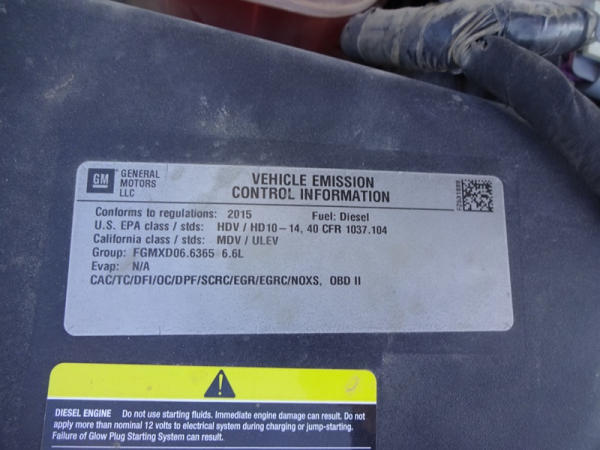 GM GENERAL MOTORS LLC
VEHICLE EMISSION
CONTROL INFORMATION
Conforms to regulations: 2015 Fuel: Diesel
U.S. EPA class / stds: HDV / HD10-14, 40 CFR 1037.104
California class / stds: MDV / ULEV
Group: FGMXD06.6365 6.6L
Evap: N/A
CAC/TC/DFI/OC/DPF/SCRC/EGR/EGRC/NOXS, OBD II
DIESEL ENGINE Do not use starting fluids. Immediate engine damage can result. Do not
apply more than nominal 12 volts to electrical system during charging or jump-starting.
Failure of Glow Plug Starting System can result.